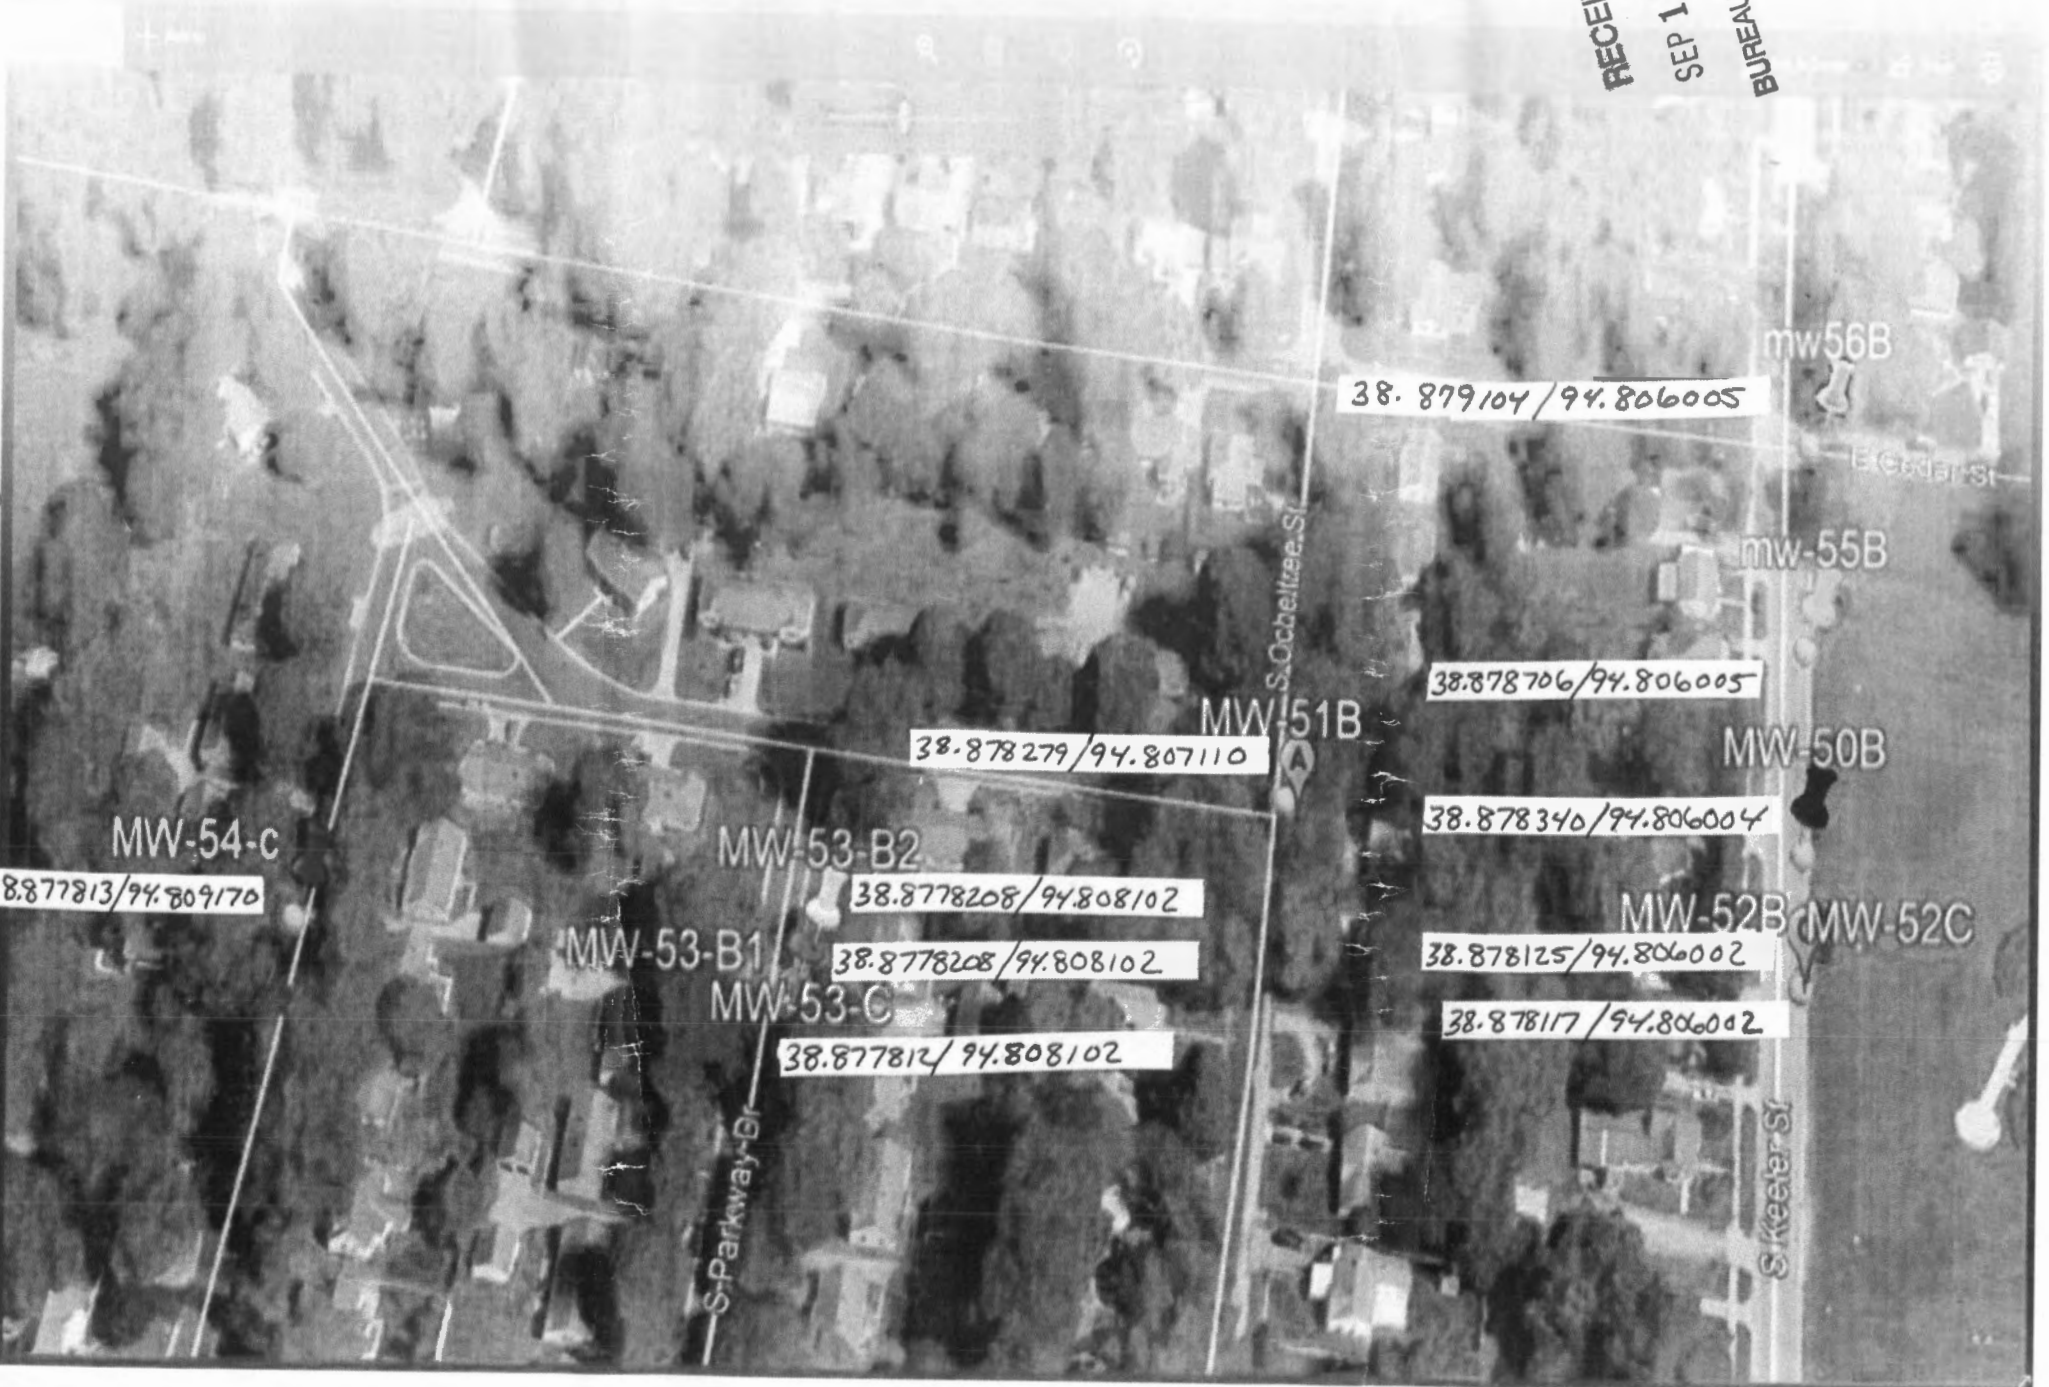 RECEI
SEP 1
BUREAU
mw56B
38.879104/94.806005
E Cedar St
S Ocheltree St
mw-55B
38.878706/94.806005
MW-51B
38.878279/94.807110
A
MW-50B
38.878340/94.806004
MW-54-c
8.877813/94.809170
MW-53-B2
38.8778208/94.808102
MW-52B
MW-52C
38.878125/94.806002
MW-53-B1
38.8778208/94.808102
MW-53-C
38.878117/94.806002
38.877812/94.808102
S Parkway Dr
S Keeler St